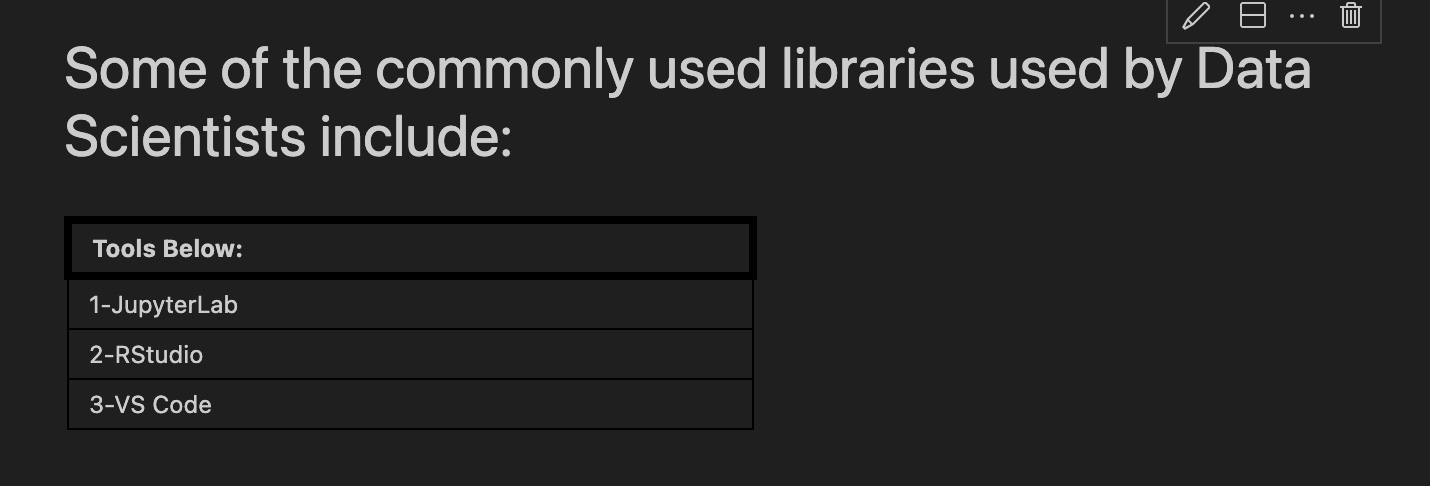 Some of the commonly used libraries used by Data
Scientists include:
Tools Below:
1-JupyterLab
2-RStudio
3-VS Code